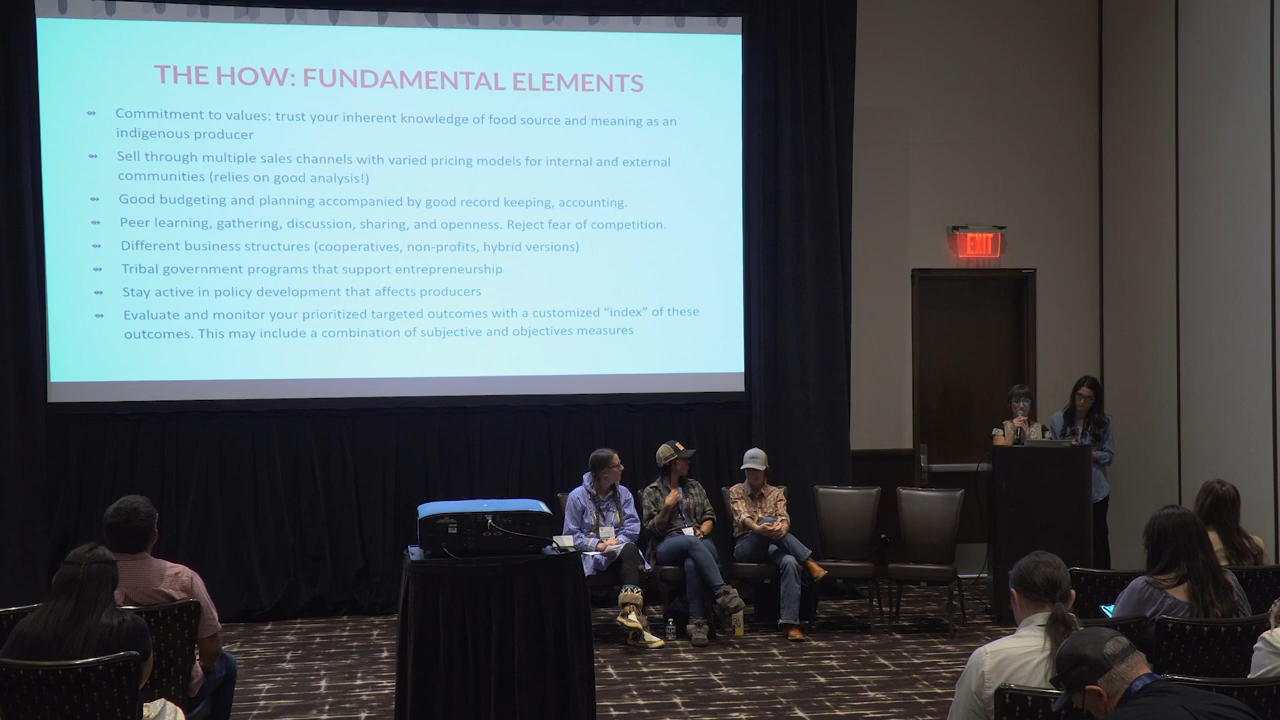 THE HOW: FUNDAMENTAL ELEMENTS
Commitment to values: trust your inherent knowledge of food source and meaning as an
indigenous producer
Sell through multiple sales channels with varied pricing models for internal and external
communities (relies on good analysis!)
Good budgeting and planning accompanied by good record keeping, accounting.
Peer learning, gathering, discussion, sharing, and openness. Reject fear of competition.
Different business structures (cooperatives, non-profits, hybrid versions)
Tribal government programs that support entrepreneurship
Stay active in policy development that affects producers
Evaluate and monitor your prioritized targeted outcomes with a customized “index” of these
outcomes. This may include a combination of subjective and objectives measures
EXIT